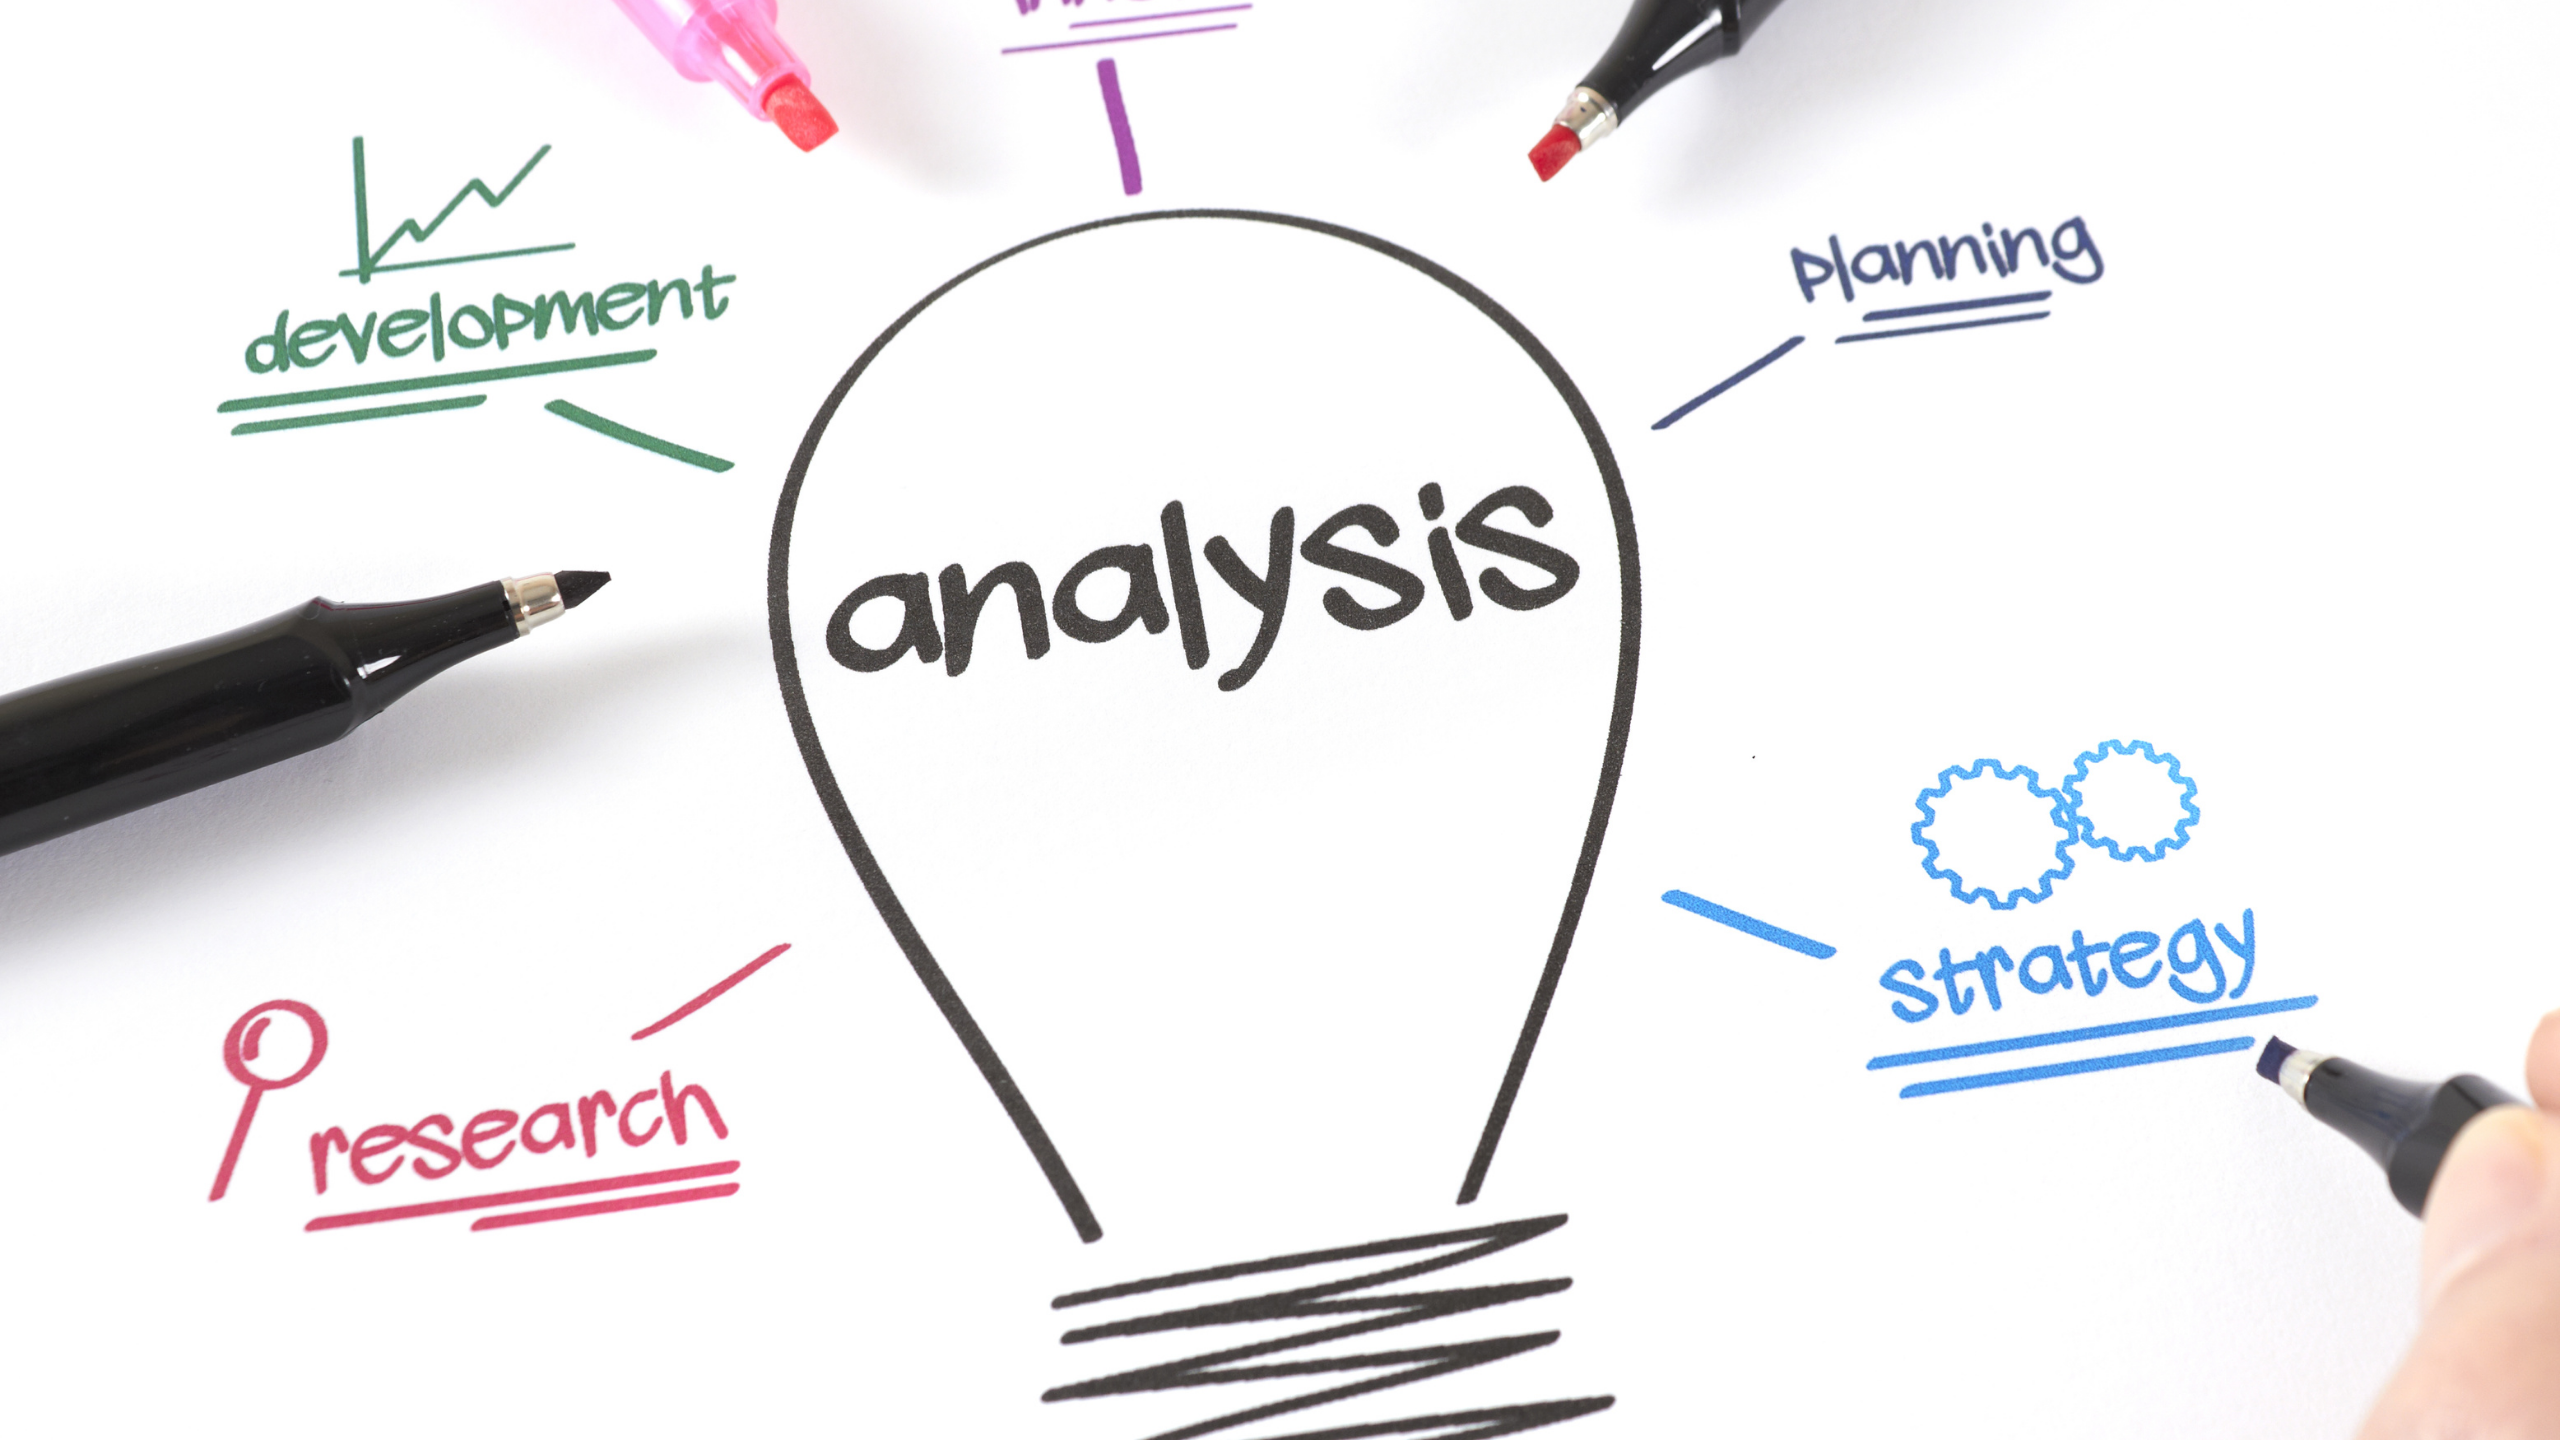 development
planning
analysis
strategy
research